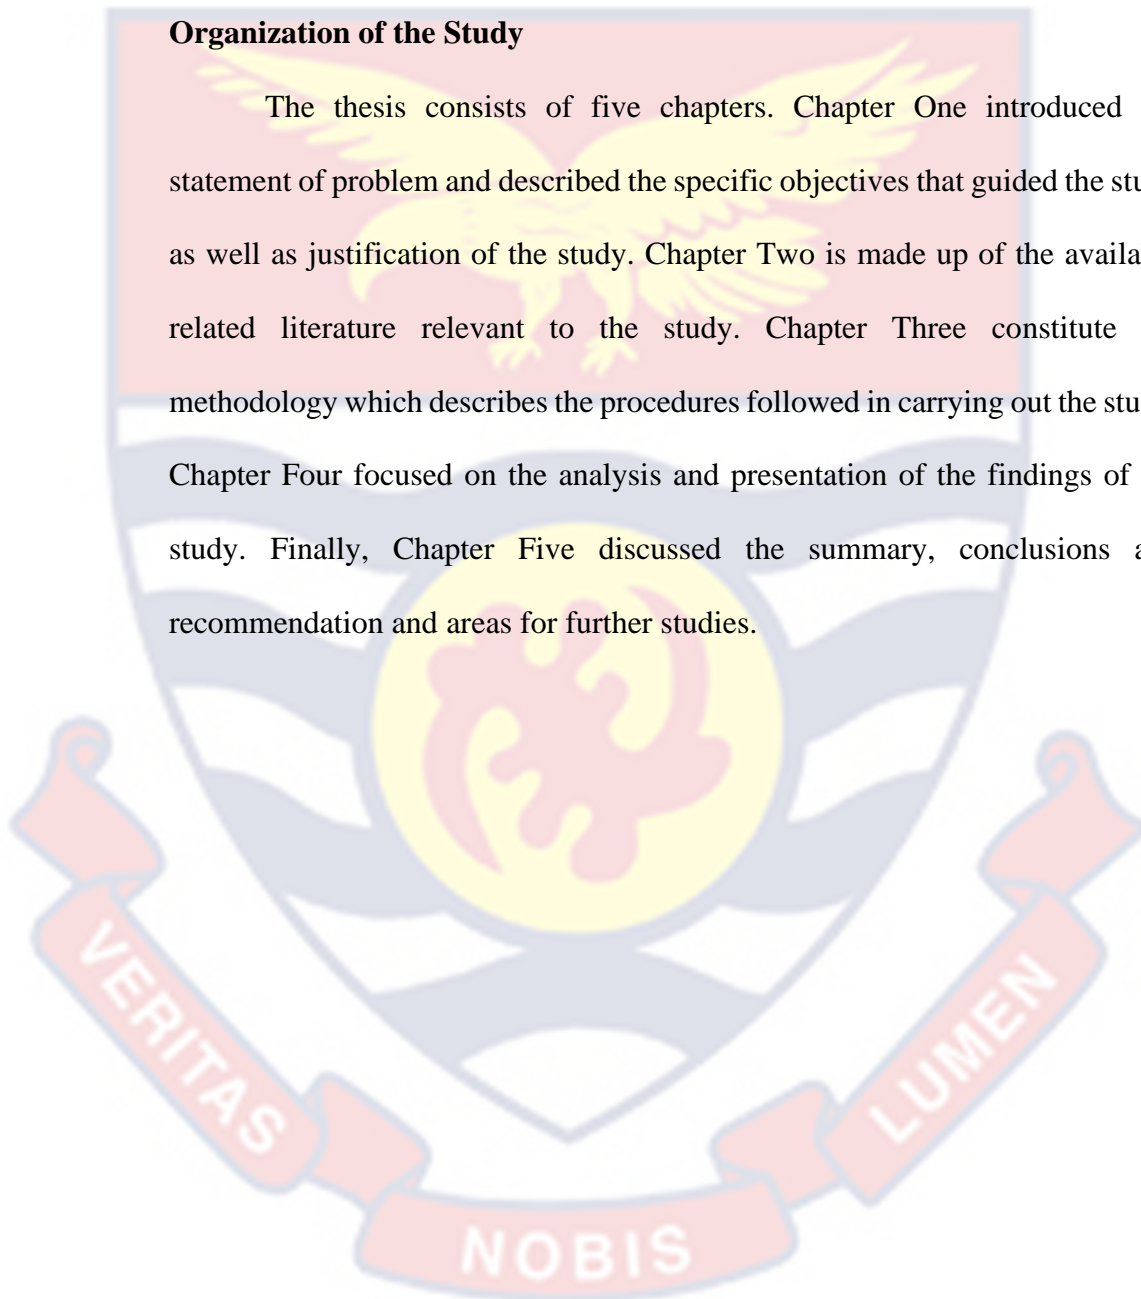 Organization of the Study
The thesis consists of five chapters. Chapter One introduced
statement of problem and described the specific objectives that guided the
as well as justification of the study. Chapter Two is made up of the
related literature relevant to the study. Chapter Three constitute
methodology which describes the procedures followed in carrying out the
Chapter Four focused on the analysis and presentation of the findings of
study. Finally, Chapter Five discussed the summary, conclusions
recommendation and areas for further studies.
VERITAS
NOBIS
LUMEN